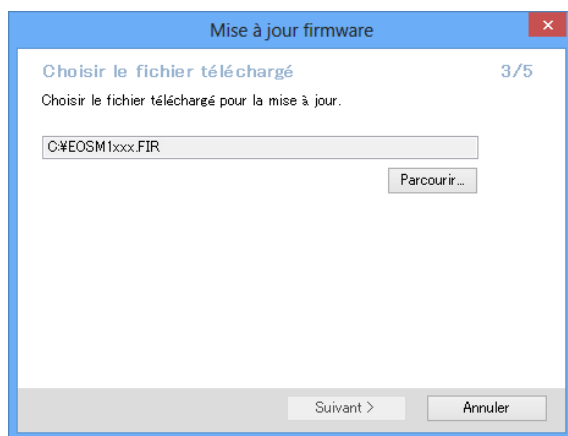 Mise à jour firmware
Choisir le fichier téléchargé 3/5
Choisir le fichier téléchargé pour la mise à jour.
C:¥EOSM1xxx.FIR
Parcourir...
Suivant > Annuler